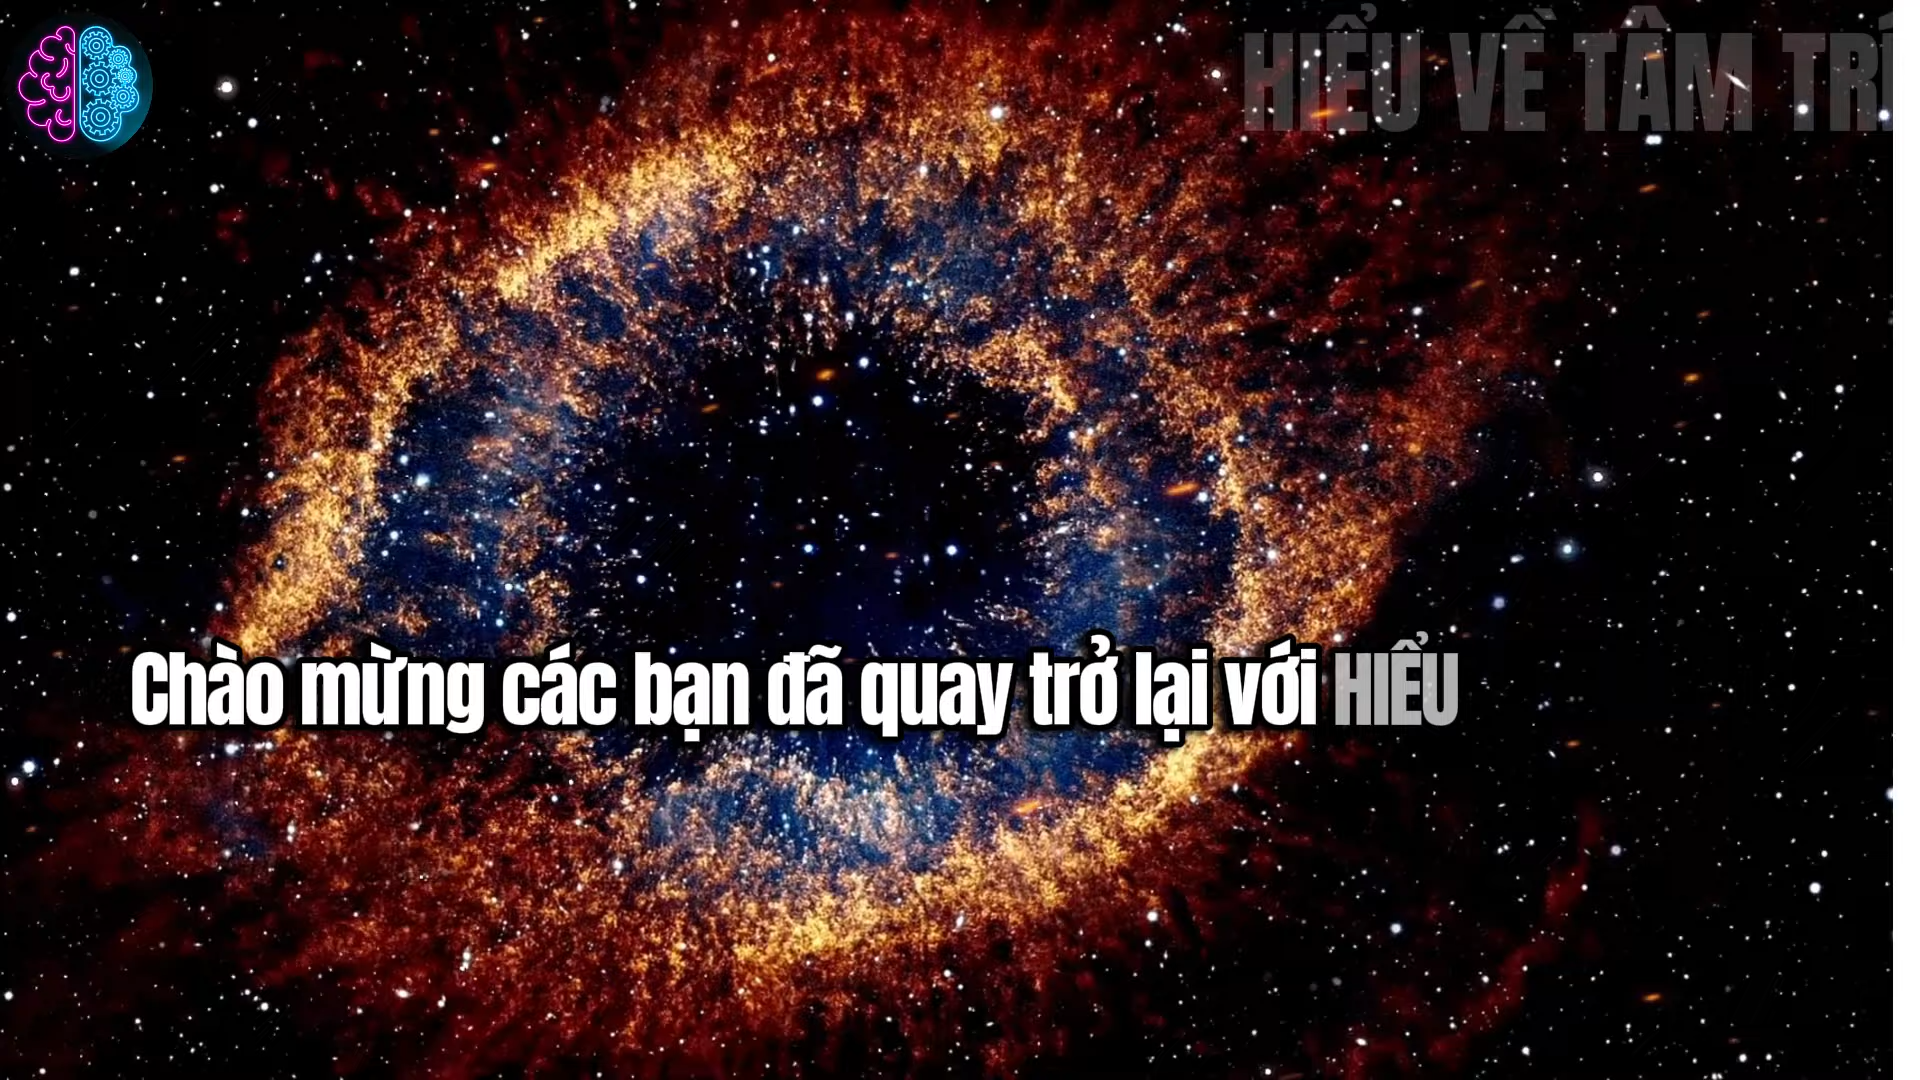 HIỂU VỀ TÂM TRÍ
Chào mừng các bạn đã quay trở lại với HIỂU